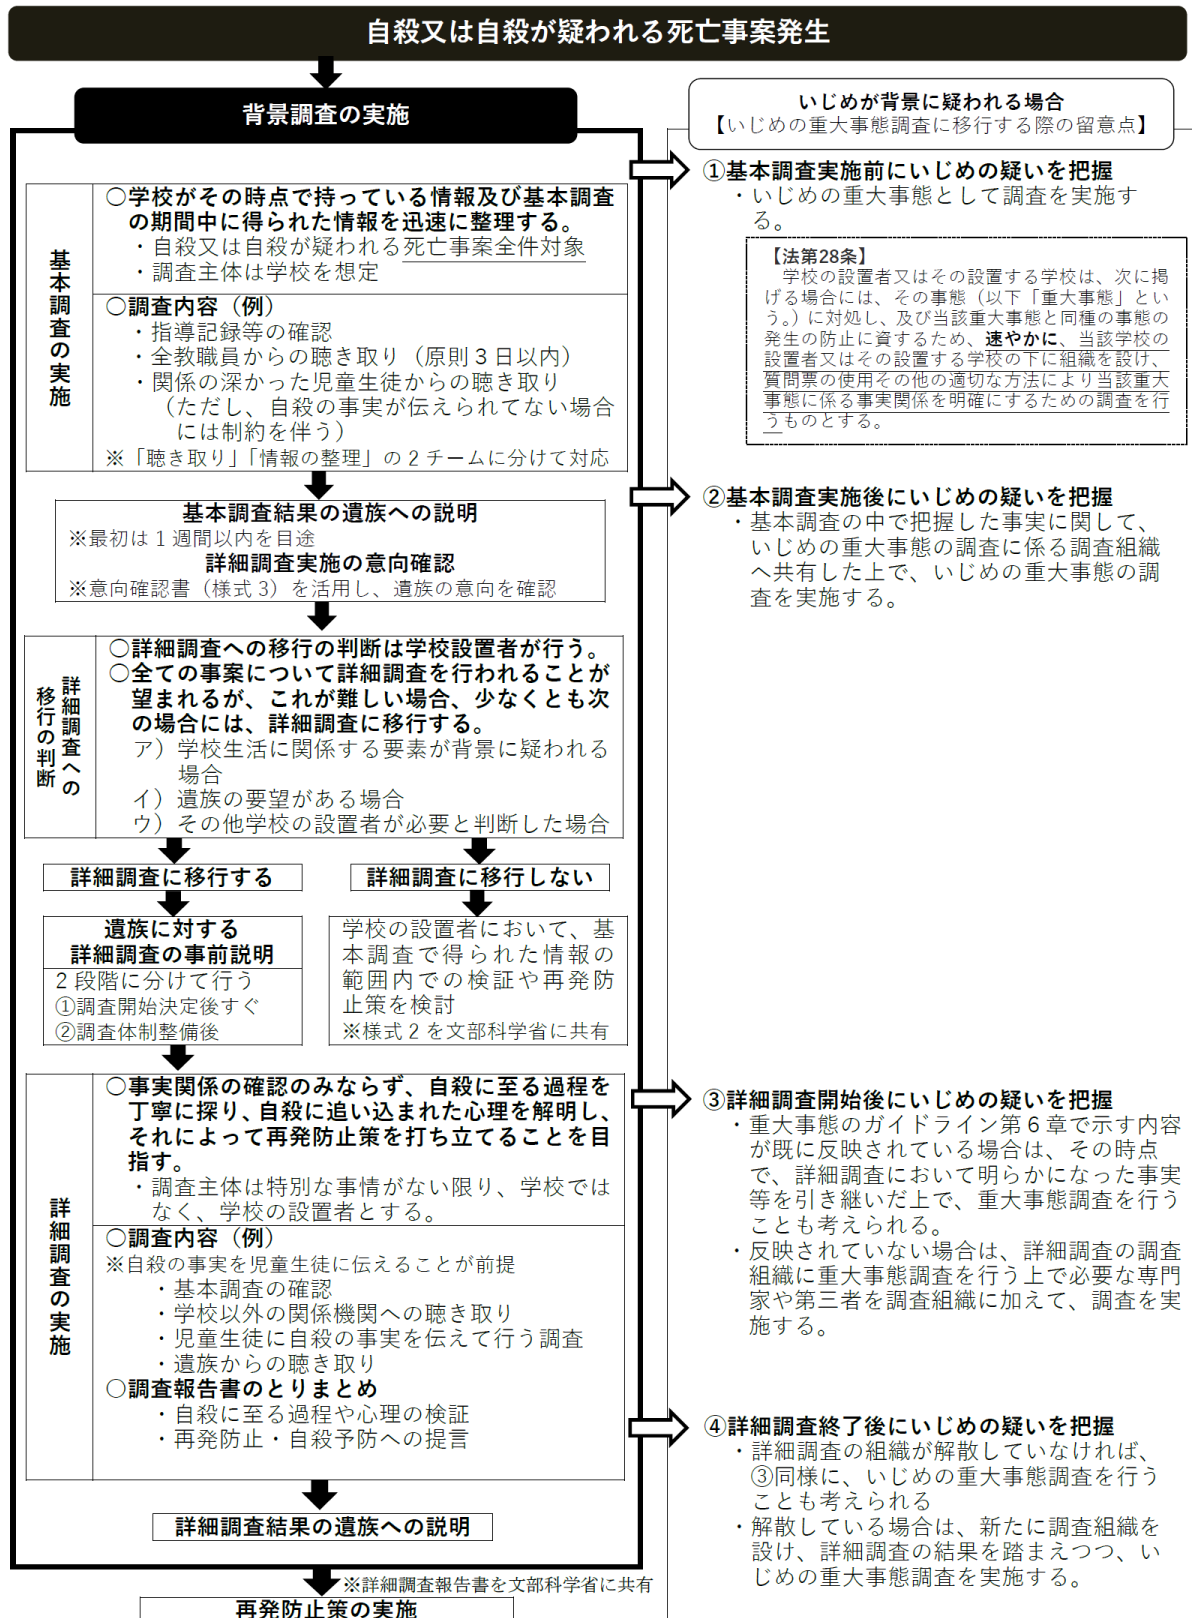 自殺又は自殺が疑われる死亡事案発生
背景調査の実施
基本調査の実施
○学校がその時点で持っている情報及び基本調査
の期間中に得られた情報を迅速に整理する。
・自殺又は自殺が疑われる死亡事案全件対象
・調査主体は学校を想定
○調査内容（例）
・指導記録等の確認
・全教職員からの聴き取り（原則３日以内）
・関係の深かった児童生徒からの聴き取り
（ただし、自殺の事実が伝えられてない場合
には制約を伴う）
※「聴き取り」「情報の整理」の２チームに分けて対応
基本調査結果の遺族への説明
※最初は１週間以内を目途
詳細調査実施の意向確認
※意向確認書（様式３）を活用し、遺族の意向を確認
詳細調査への
移行の判断
○詳細調査への移行の判断は学校設置者が行う。
○全ての事案について詳細調査を行われることが
望まれるが、これが難しい場合、少なくとも次
の場合には、詳細調査に移行する。
ア）学校生活に関係する要素が背景に疑われる
場合
イ）遺族の要望がある場合
ウ）その他学校の設置者が必要と判断した場合
詳細調査に移行する
詳細調査に移行しない
遺族に対する
詳細調査の事前説明
２段階に分けて行う
①調査開始決定後すぐ
②調査体制整備後
学校の設置者において、基
本調査で得られた情報の
範囲内での検証や再発防
止策を検討
※様式２を文部科学省に共有
詳細調査の実施
○事実関係の確認のみならず、自殺に至る過程を
丁寧に探り、自殺に追い込まれた心理を解明し、
それによって再発防止策を打ち立てることを目
指す。
・調査主体は特別な事情がない限り、学校では
なく、学校の設置者とする。
○調査内容（例）
※自殺の事実を児童生徒に伝えることが前提
・基本調査の確認
・学校以外の関係機関への聴き取り
・児童生徒に自殺の事実を伝えて行う調査
・遺族からの聴き取り
○調査報告書のとりまとめ
・自殺に至る過程や心理の検証
・再発防止・自殺予防への提言
詳細調査結果の遺族への説明
※詳細調査報告書を文部科学省に共有
再発防止策の実施
いじめが背景に疑われる場合
【いじめの重大事態調査に移行する際の留意点】
①基本調査実施前にいじめの疑いを把握
・いじめの重大事態として調査を実施す
る。
【法第28条】
学校の設置者又はその設置する学校は、次に掲
げる場合には、その事態（以下「重大事態」とい
う。）に対処し、及び当該重大事態と同種の事態の
発生の防止に資するため、速やかに、当該学校の
設置者又はその設置する学校の下に組織を設け、
質問票の使用その他の適切な方法により当該重大
事態に係る事実関係を明確にするための調査を行
うものとする。
②基本調査実施後にいじめの疑いを把握
・基本調査の中で把握した事実に関して、
いじめの重大事態の調査に係る調査組織
へ共有した上で、いじめの重大事態の調
査を実施する。
③詳細調査開始後にいじめの疑いを把握
・重大事態のガイドライン第６章で示す内容
が既に反映されている場合は、その時点
で、詳細調査において明らかになった事実
等を引き継いだ上で、重大事態調査を行う
ことも考えられる。
・反映されていない場合は、詳細調査の調査
組織に重大事態調査を行う上で必要な専門
家や第三者を調査組織に加えて、調査を実
施する。
④詳細調査終了後にいじめの疑いを把握
・詳細調査の組織が解散していなければ、
③同様に、いじめの重大事態調査を行う
ことも考えられる
・解散している場合は、新たに調査組織を
設け、詳細調査の結果を踏まえつつ、い
じめの重大事態調査を実施する。